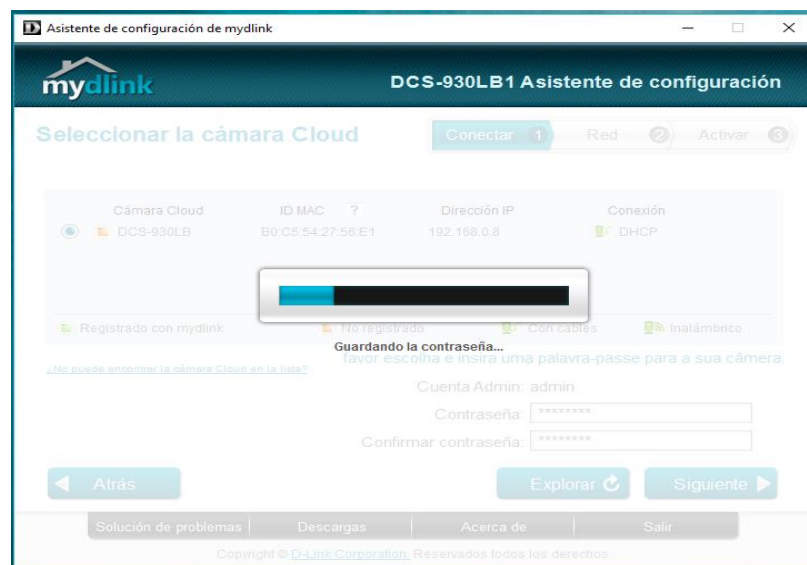 Asistente de configuración de mydlink
mydlink
DCS-930LB1 Asistente de configuración
Seleccionar la cámara Cloud
Conectar 1 Red 2 Activar 3
Cámara Cloud ID MAC ? Dirección IP Conexión
DCS-930LB B0:C5:54:27:56:E1 192.168.0.8 DHCP
Registrado con mydlink No registrado Con cables Inalámbrico
Guardando la contraseña...
¿No puede encontrar la cámara Cloud en la lista?
favor escolha e insira uma palavra-passe para a sua câmera.
Cuenta Admin: admin
Contraseña: ********
Confirmar contraseña: ********
Atrás Explorar Siguiente
Solución de problemas Descargas Acerca de Salir
Copyright © D-Link Corporation. Reservados todos los derechos.